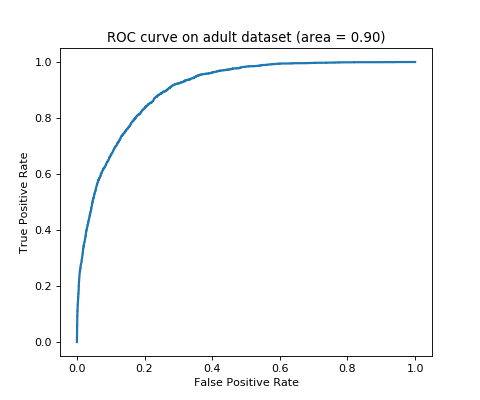 ROC curve on adult dataset (area = 0.90)
1.0
0.8
0.6
0.4
0.2
0.0
True Positive Rate
0.0 0.2 0.4 0.6 0.8 1.0
False Positive Rate